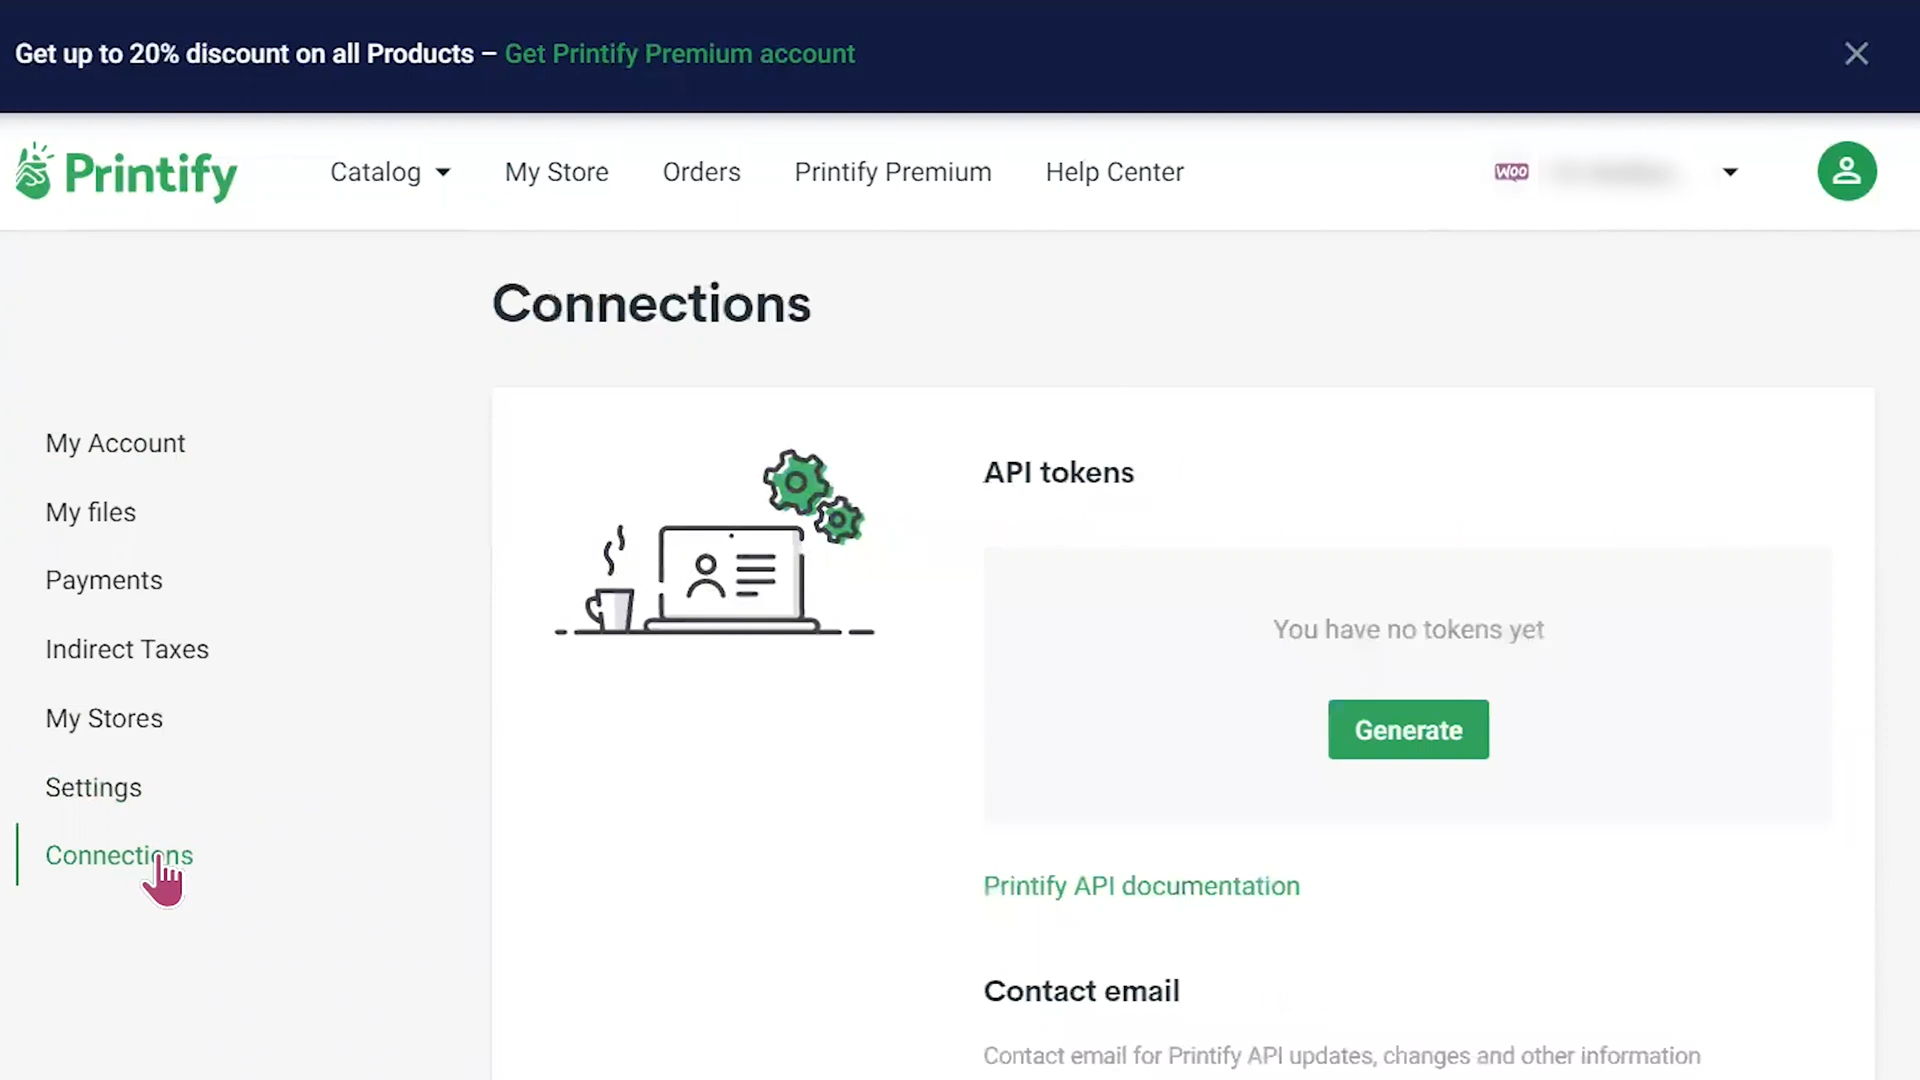 Get up to 20% discount on all Products – Get Printify Premium account
Printify
Catalog
My Store
Orders
Printify Premium
Help Center
Woo
Connections
My Account
My files
Payments
Indirect Taxes
My Stores
Settings
Connections
API tokens
You have no tokens yet
Generate
Printify API documentation
Contact email
Contact email for Printify API updates, changes and other information